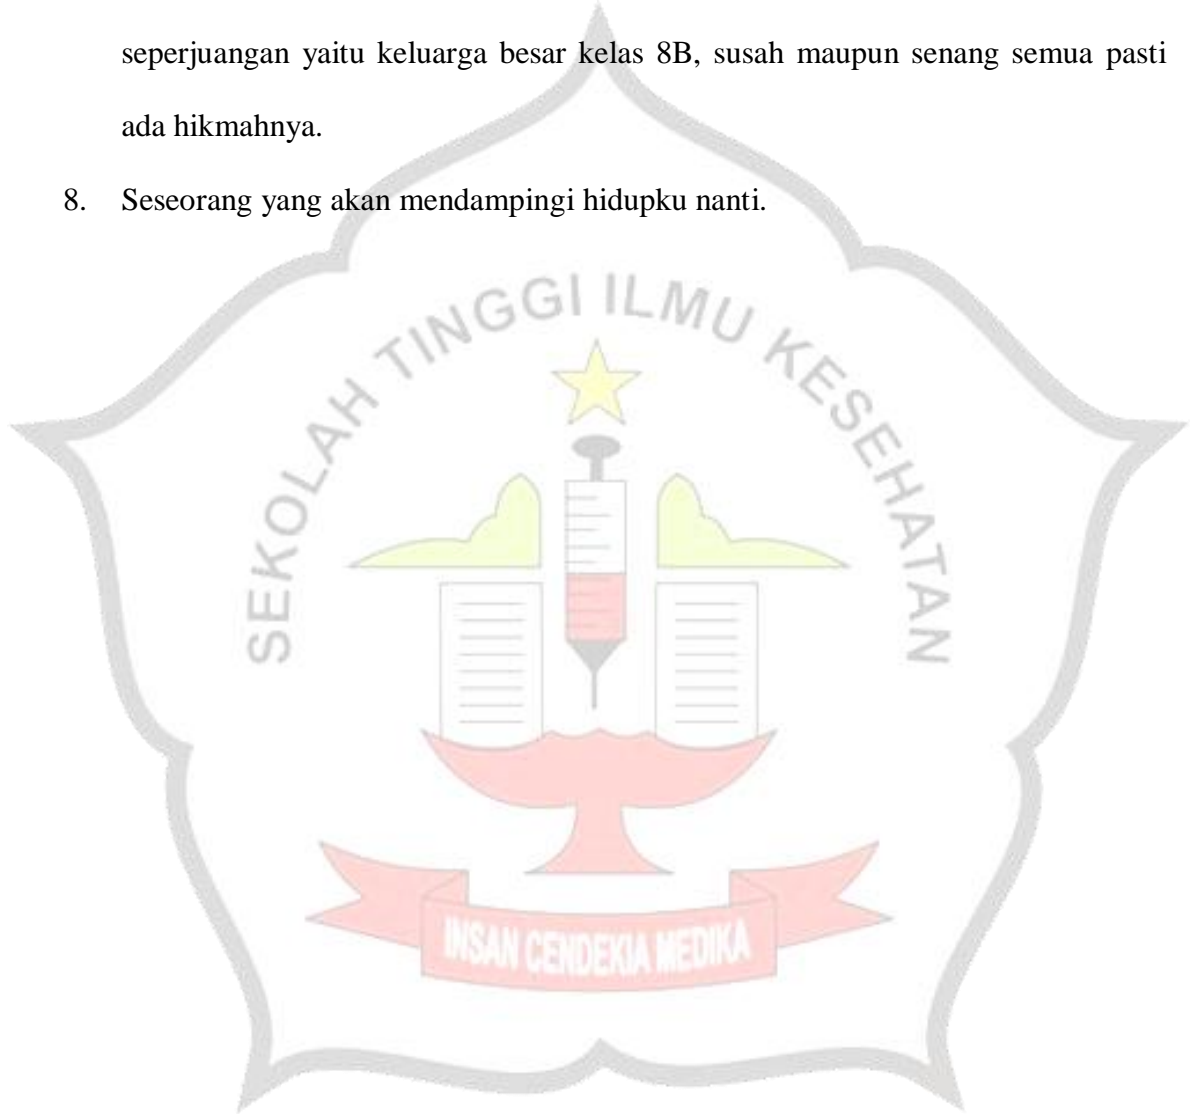 seperjuangan yaitu keluarga besar kelas 8B, susah maupun senang semua pasti
ada hikmahnya.
8. Seseorang yang akan mendampingi hidupku nanti.
SEKOLAH TINGGI ILMU KESEHATAN
INSAN CENDEKIA MEDIKA